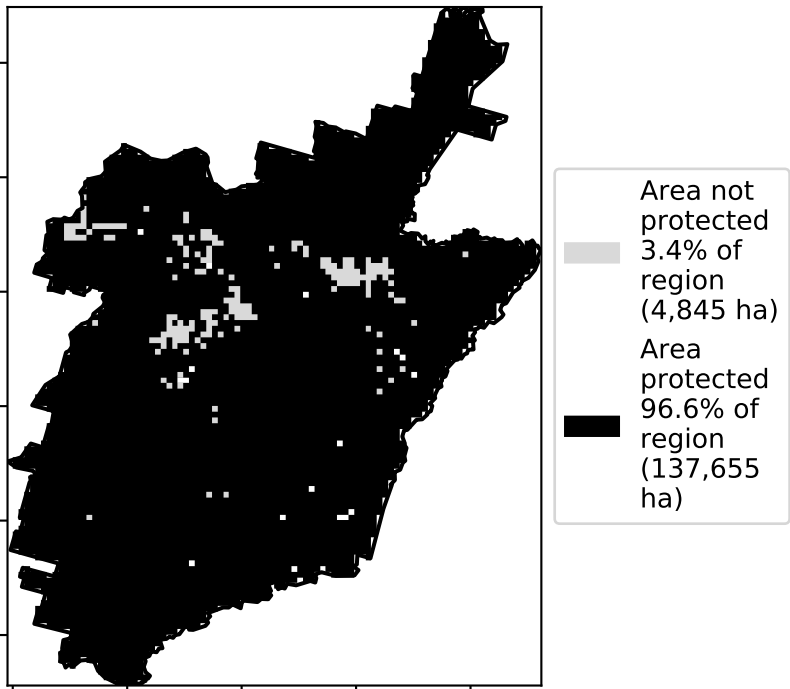 Area not
protected
3.4% of
region
(4,845 ha)
Area
protected
96.6% of
region
(137,655
ha)